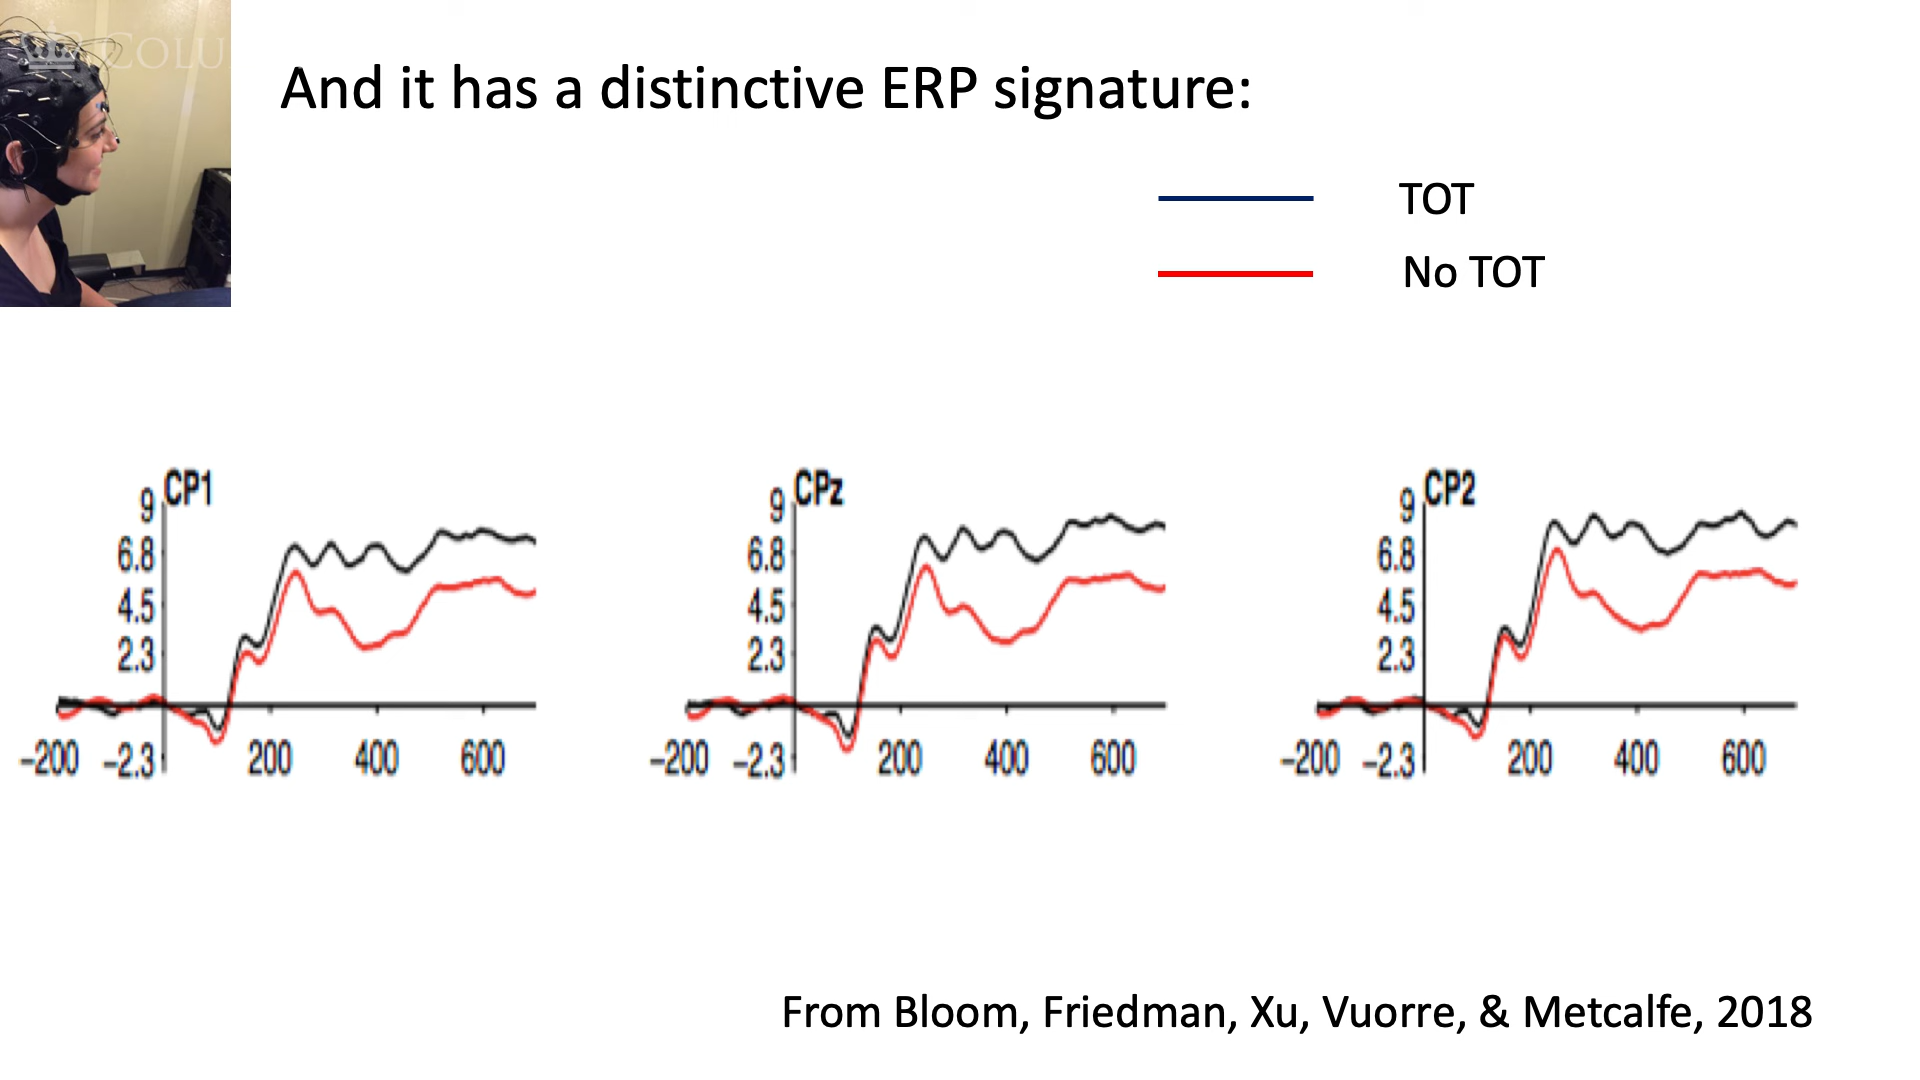 COLU
And it has a distinctive ERP signature:
TOT
No TOT
CP1
9
6.8
4.5
2.3
-200 -2.3 200 400 600
CPz
9
6.8
4.5
2.3
-200 -2.3 200 400 600
CP2
9
6.8
4.5
2.3
-200 -2.3 200 400 600
From Bloom, Friedman, Xu, Vuorre, & Metcalfe, 2018